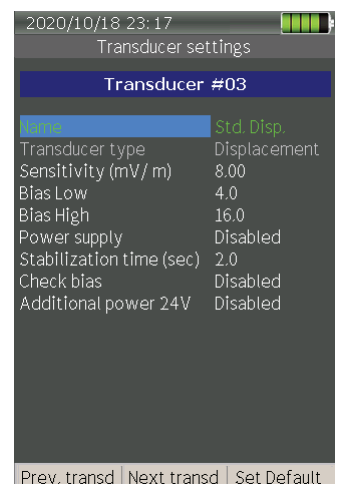 2020/10/18 23:17
Transducer settings
Transducer #03
Name Std. Disp.
Transducer type Displacement
Sensitivity (mV/ m) 8.00
Bias Low 4.0
Bias High 16.0
Power supply Disabled
Stabilization time (sec) 2.0
Check bias Disabled
Additional power 24V Disabled
Prev. transd Next transd Set Default